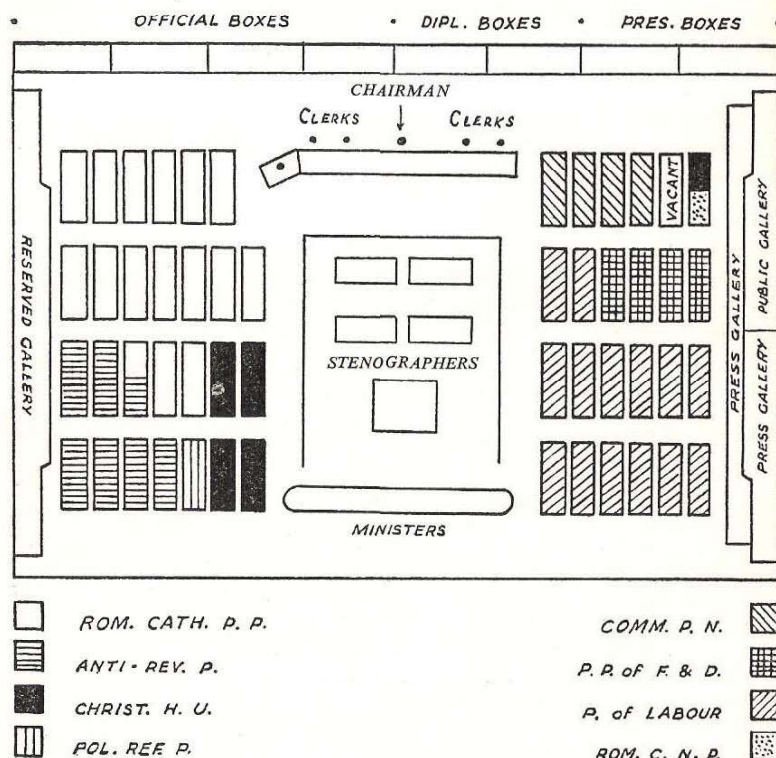 OFFICIAL BOXES • DIPL. BOXES • PRES. BOXES
CHAIRMAN
CLERKS
CLERKS
VACANT
RESERVED GALLERY
STENOGRAPHERS
PRESS GALLERY
PUBLIC GALLERY
PRESS GALLERY
MINISTERS
ROM. CATH. P. P.
ANTI-REV. P.
CHRIST. H. U.
POL. REF. P.
COMM. P. N.
P. P. of F. & D.
P. of LABOUR
ROM. C. N. P.